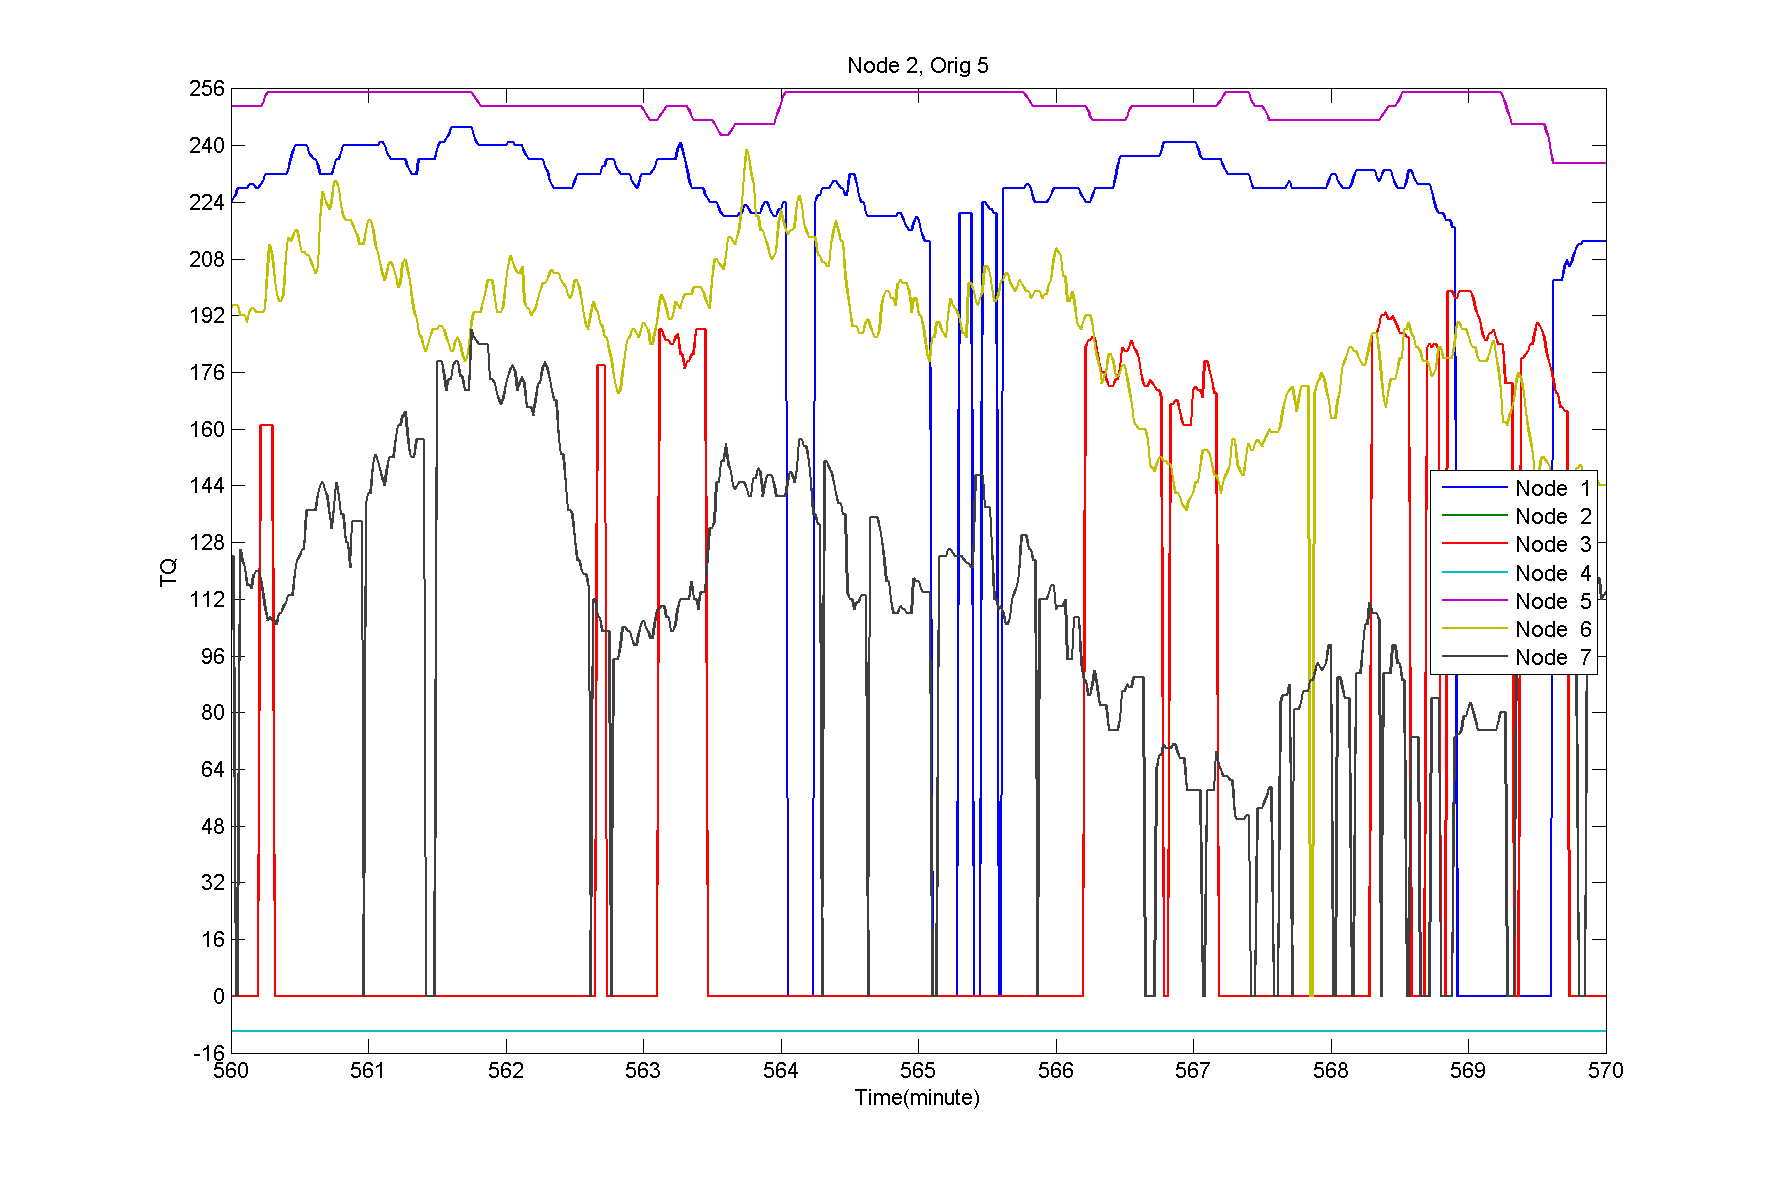 Node 2, Orig 5
256
240
224
208
192
176
160
144
128
112
96
80
64
48
32
16
0
-16
TQ
560 561 562 563 564 565 566 567 568 569 570
Time(minute)
Node 1
Node 2
Node 3
Node 4
Node 5
Node 6
Node 7